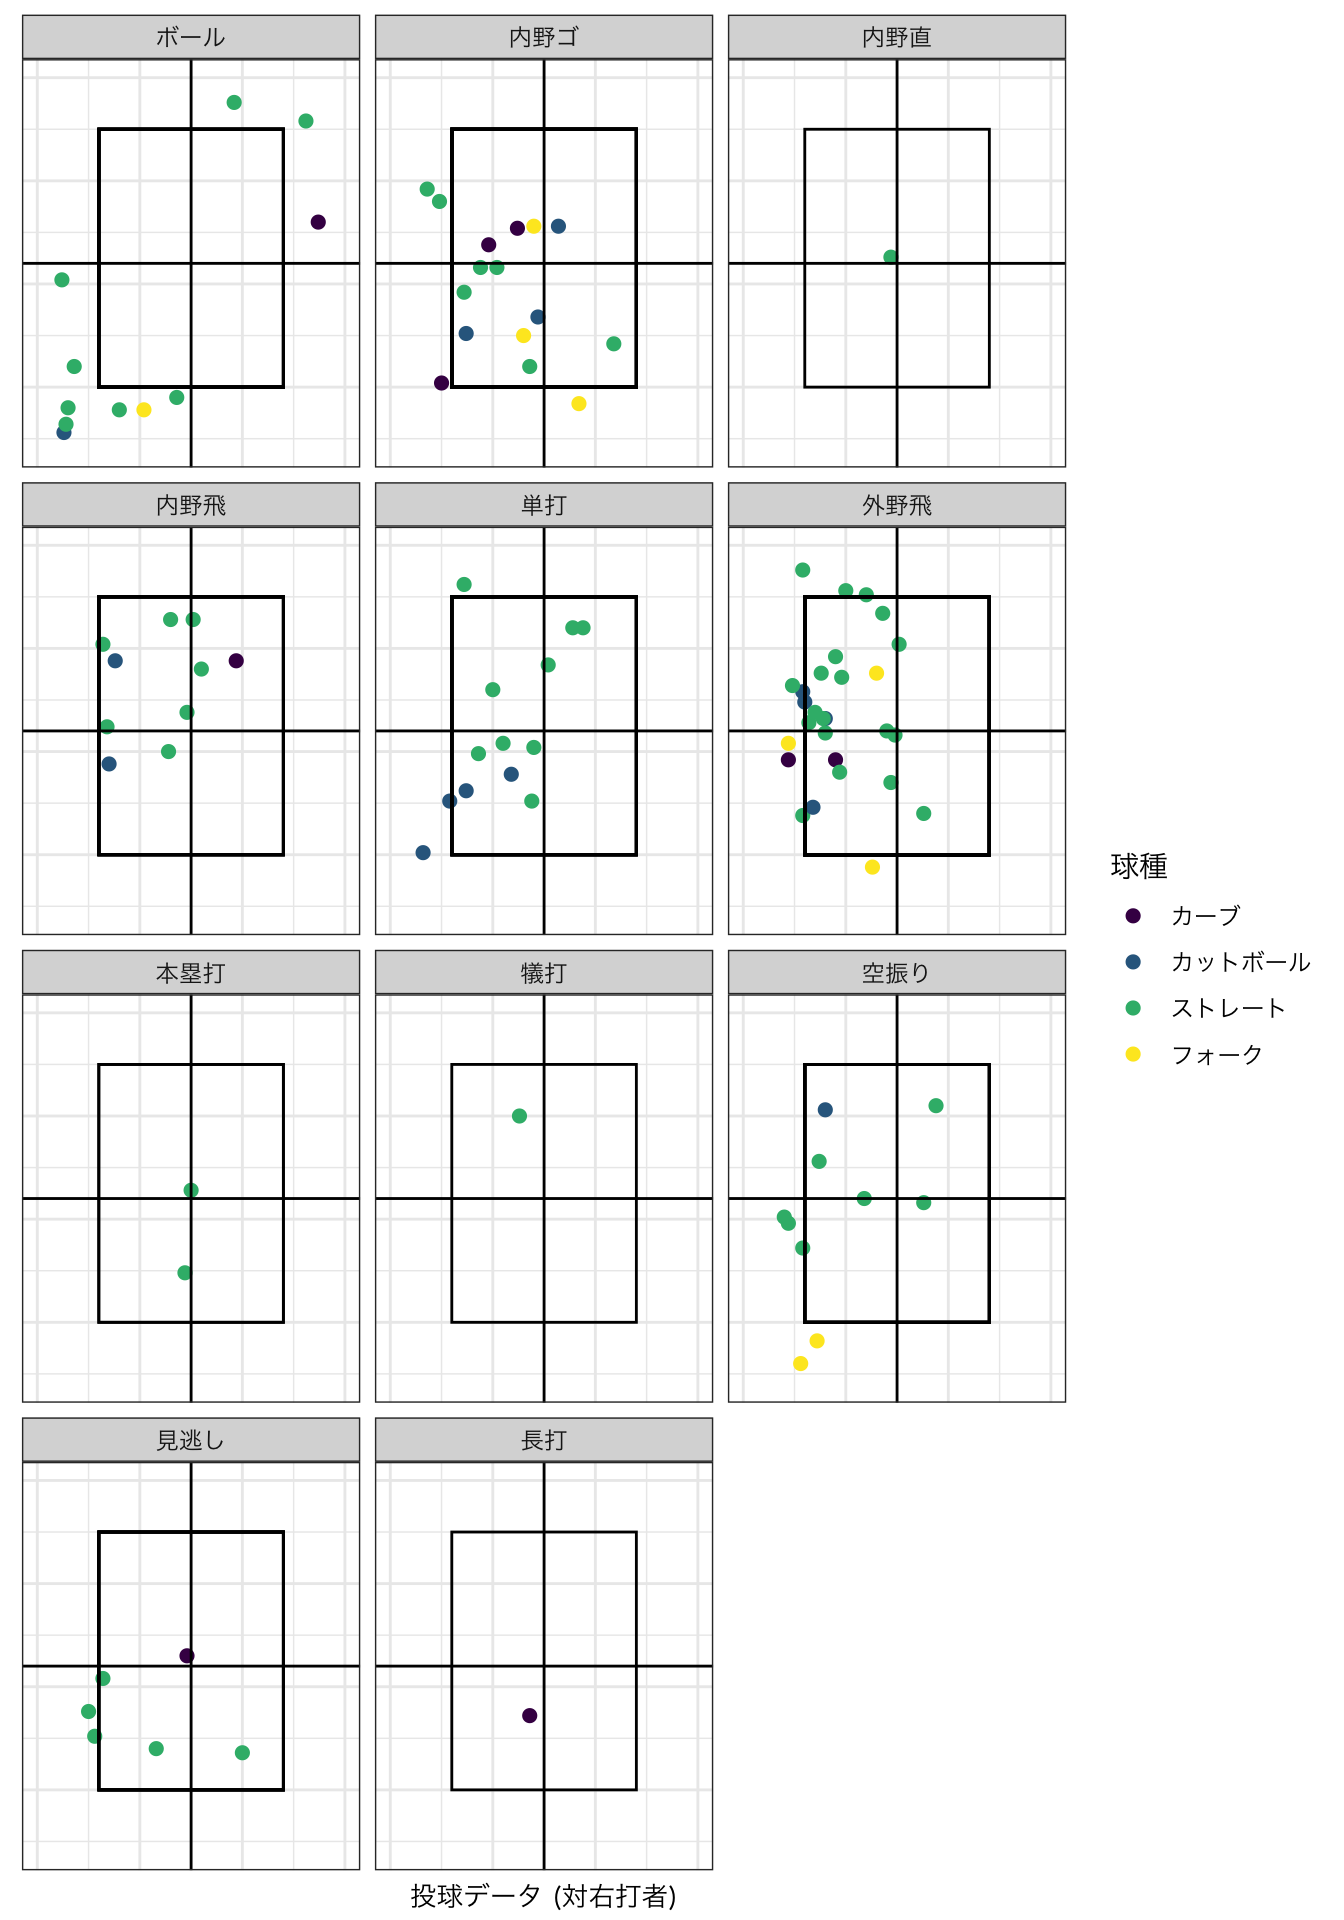 ボール
内野ゴ
内野直
内野飛
単打
外野飛
本塁打
犠打
空振り
見逃し
長打
球種
カーブ
カットボール
ストレート
フォーク
投球データ (対右打者)